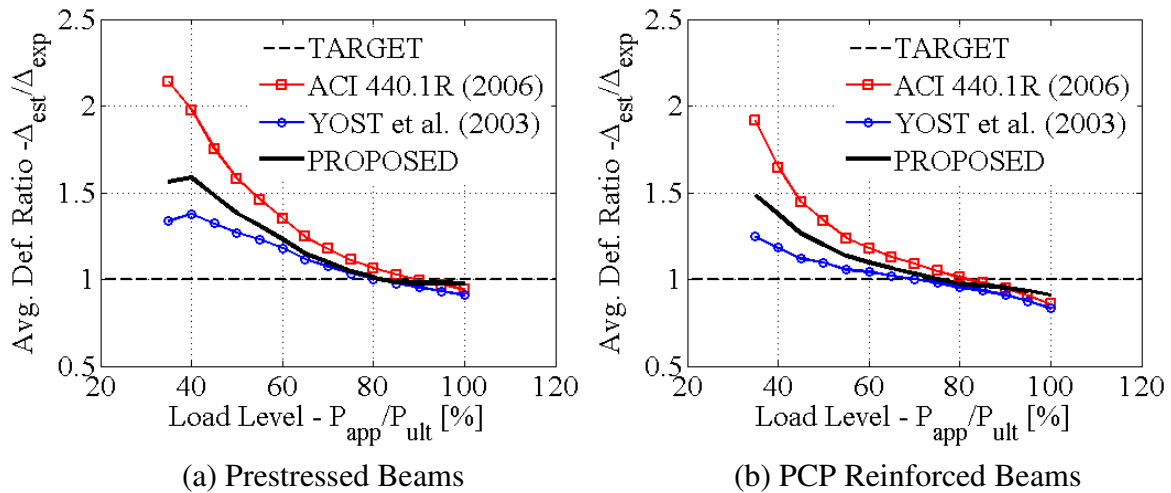 Avg. Def. Ratio -Δest/Δexp
2.5
2
1.5
1
0.5
TARGET
ACI 440.1R (2006)
YOST et al. (2003)
PROPOSED
20
40
60
80
100
120
Load Level - Papp/Pult [%]
(a) Prestressed Beams
Avg. Def. Ratio -Δest/Δexp
2.5
2
1.5
1
0.5
TARGET
ACI 440.1R (2006)
YOST et al. (2003)
PROPOSED
20
40
60
80
100
120
Load Level - Papp/Pult [%]
(b) PCP Reinforced Beams